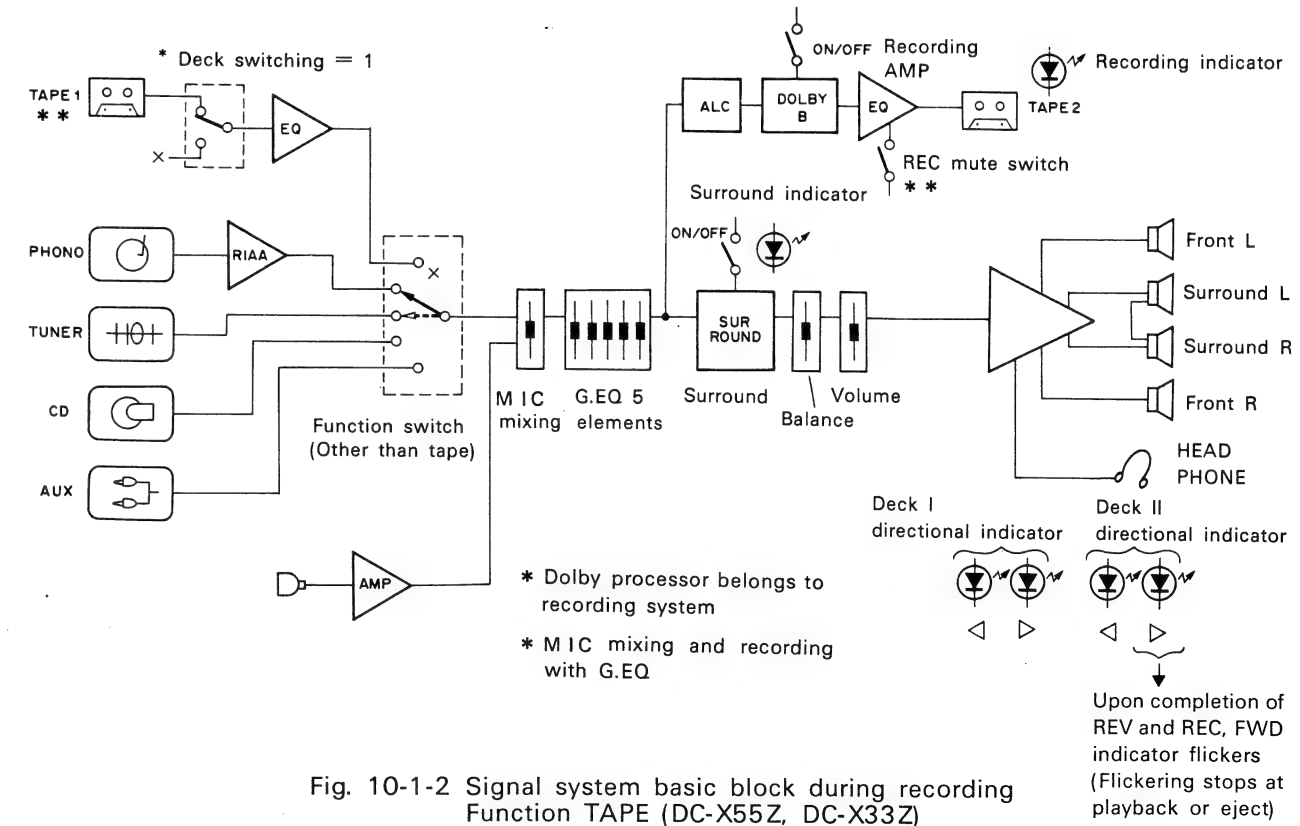 * Deck switching = 1
TAPE 1
* *
EQ
×
PHONO
RIAA
TUNER
CD
AUX
×
Function switch
(Other than tape)
MIC
mixing
G.EQ 5
elements
AMP
ON/OFF
Recording
AMP
Recording indicator
ALC
DOLBY
B
EQ
TAPE2
REC mute switch
* *
Surround indicator
ON/OFF
SUR
ROUND
Surround
Balance
Volume
Front L
Surround L
Surround R
Front R
HEAD
PHONE
Deck I
directional indicator
Deck II
directional indicator
* Dolby processor belongs to
recording system
* MIC mixing and recording
with G.EQ
Upon completion of
REV and REC, FWD
indicator flickers
(Flickering stops at
playback or eject)
Fig. 10-1-2 Signal system basic block during recording
Function TAPE (DC-X55Z, DC-X33Z)